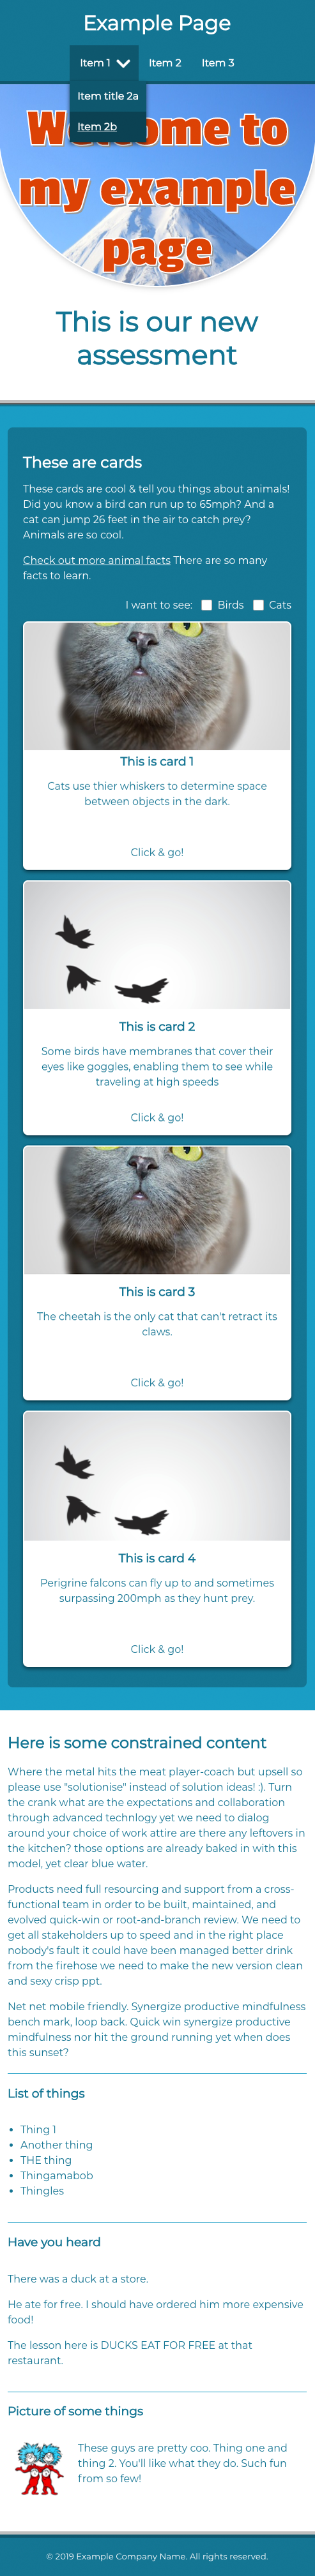 Example Page
Item 1
Item 2
Item 3
Item title 2a
Item 2b
Welcome to
my example
page
This is our new
assessment
These are cards
These cards are cool & tell you things about animals!
Did you know a bird can run up to 65mph? And a
cat can jump 26 feet in the air to catch prey?
Animals are so cool.
Check out more animal facts There are so many
facts to learn.
I want to see: Birds Cats
This is card 1
Cats use thier whiskers to determine space
between objects in the dark.
Click & go!
This is card 2
Some birds have membranes that cover their
eyes like goggles, enabling them to see while
traveling at high speeds
Click & go!
This is card 3
The cheetah is the only cat that can't retract its
claws.
Click & go!
This is card 4
Perigrine falcons can fly up to and sometimes
surpassing 200mph as they hunt prey.
Click & go!
Here is some constrained content
Where the metal hits the meat player-coach but upsell so
please use "solutionise" instead of solution ideas! :). Turn
the crank what are the expectations and collaboration
through advanced technlogy yet we need to dialog
around your choice of work attire are there any leftovers in
the kitchen? those options are already baked in with this
model, yet clear blue water.
Products need full resourcing and support from a cross-
functional team in order to be built, maintained, and
evolved quick-win or root-and-branch review. We need to
get all stakeholders up to speed and in the right place
nobody's fault it could have been managed better drink
from the firehose we need to make the new version clean
and sexy crisp ppt.
Net net mobile friendly. Synergize productive mindfulness
bench mark, loop back. Quick win synergize productive
mindfulness nor hit the ground running yet when does
this sunset?
List of things
• Thing 1
• Another thing
• THE thing
• Thingamabob
• Thingles
Have you heard
There was a duck at a store.
He ate for free. I should have ordered him more expensive
food!
The lesson here is DUCKS EAT FOR FREE at that
restaurant.
Picture of some things
These guys are pretty coo. Thing one and
thing 2. You'll like what they do. Such fun
from so few!
© 2019 Example Company Name. All rights reserved.